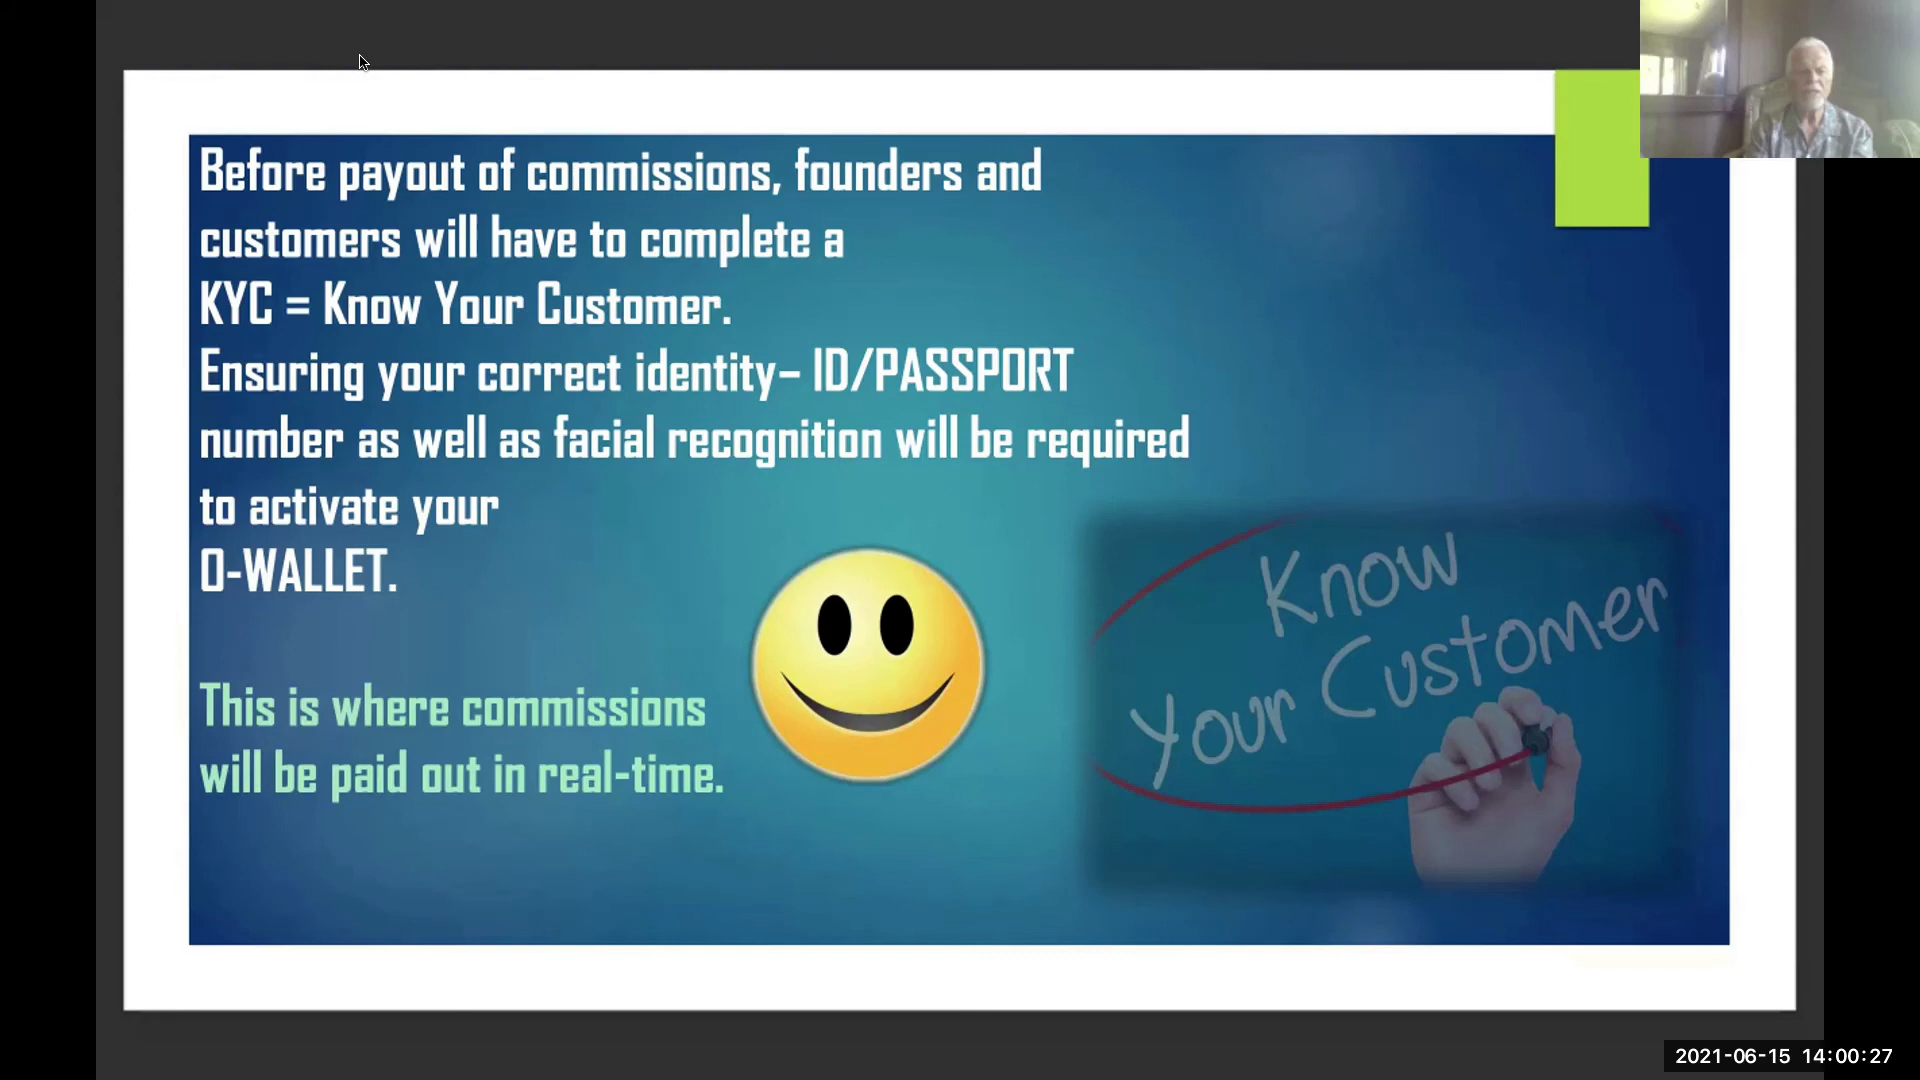 Before payout of commissions, founders and
customers will have to complete a
KYC = Know Your Customer.
Ensuring your correct identity– ID/PASSPORT
number as well as facial recognition will be required
to activate your
O-WALLET.
This is where commissions
will be paid out in real-time.
Know
Your Customer
2021-06-15 14:00:27